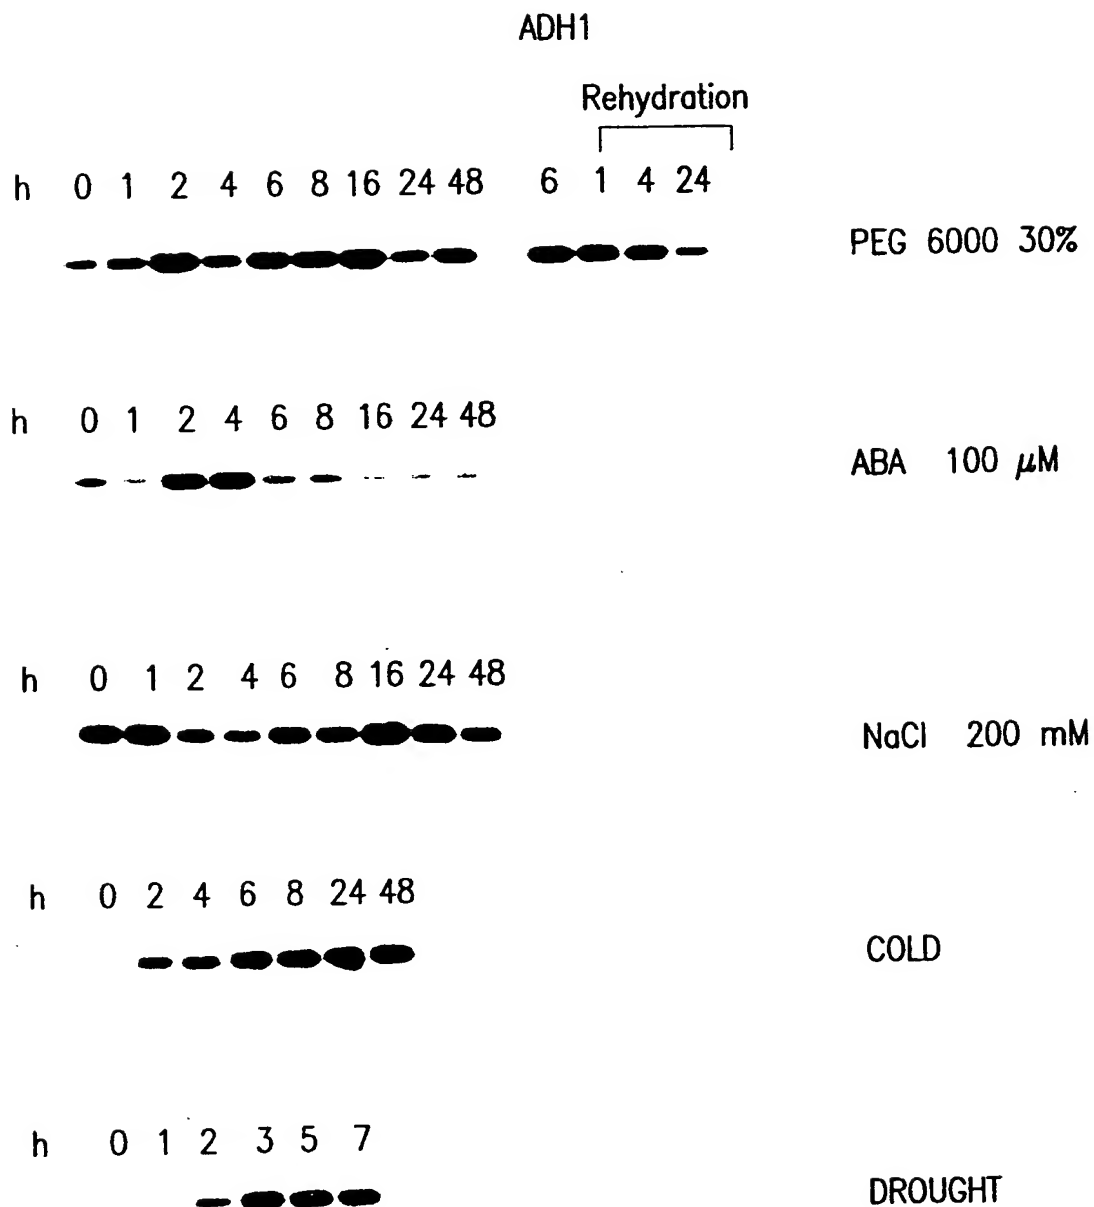 ADH1
Rehydration
h 0 1 2 4 6 8 16 24 48 6 1 4 24
PEG 6000 30%
h 0 1 2 4 6 8 16 24 48
ABA 100 μM
h 0 1 2 4 6 8 16 24 48
NaCl 200 mM
h 0 2 4 6 8 24 48
COLD
h 0 1 2 3 5 7
DROUGHT